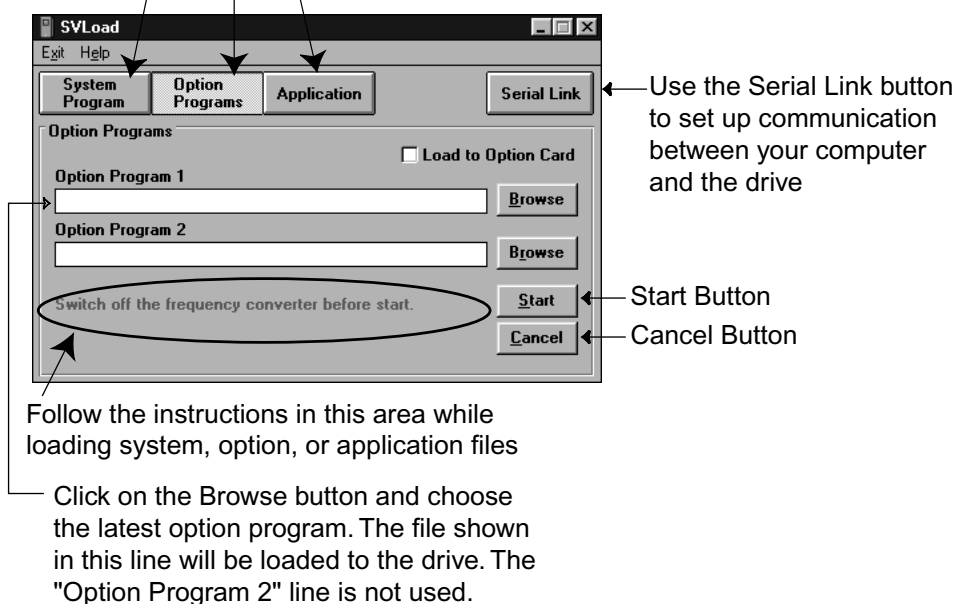 SVLoad
Exit Help
System
Program
Option
Programs
Application
Serial Link
Use the Serial Link button
to set up communication
between your computer
and the drive
Option Programs
Load to Option Card
Option Program 1
Browse
Option Program 2
Browse
Switch off the frequency converter before start.
Start
Start Button
Cancel
Cancel Button
Follow the instructions in this area while
loading system, option, or application files
Click on the Browse button and choose
the latest option program. The file shown
in this line will be loaded to the drive. The
"Option Program 2" line is not used.